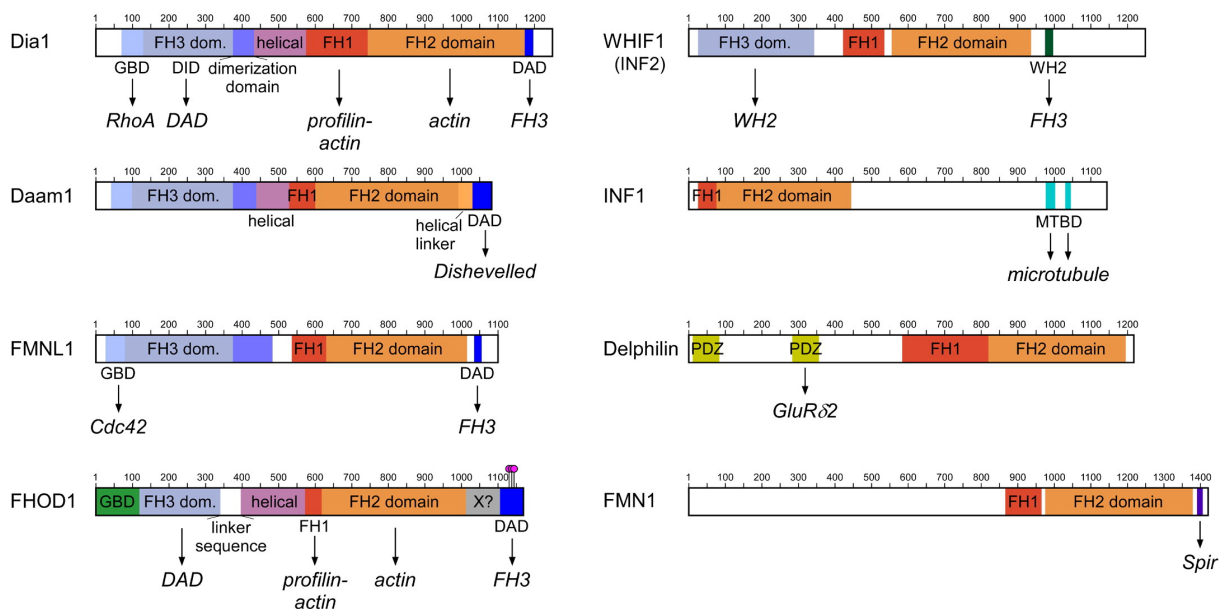 1 100 200 300 400 500 600 700 800 900 1000 1100 1200
Dia1
FH3 dom. helical FH1 FH2 domain
GBD DID dimerization domain DAD
RhoA DAD profilin-actin actin FH3
1 100 200 300 400 500 600 700 800 900 1000
Daam1
FH3 dom. FH1 FH2 domain
helical helical linker DAD
Dishevelled
1 100 200 300 400 500 600 700 800 900 1000 1100
FMNL1
FH3 dom. FH1 FH2 domain
GBD DAD
Cdc42 FH3
1 100 200 300 400 500 600 700 800 900 1000 1100
FHOD1
GBD FH3 dom. helical FH2 domain X?
linker sequence FH1 DAD
DAD profilin-actin actin FH3
1 100 200 300 400 500 600 700 800 900 1000 1100 1200
WHIF1
(INF2)
FH3 dom. FH1 FH2 domain
WH2
WH2 FH3
1 100 200 300 400 500 600 700 800 900 1000 1100
INF1
FH1 FH2 domain
MTBD
microtubule
1 100 200 300 400 500 600 700 800 900 1000 1100 1200
Delphilin
PDZ PDZ FH1 FH2 domain
GluRδ2
1 100 200 300 400 500 600 700 800 900 1000 1100 1200 1300 1400
FMN1
FH1 FH2 domain
Spir